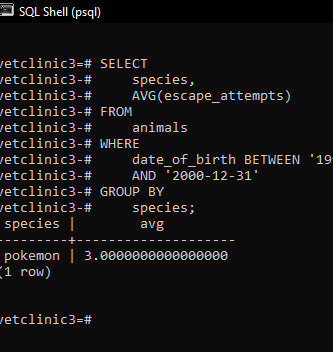 SQL Shell (psql)
vetclinic3=# SELECT
vetclinic3-#     species,
vetclinic3-#     AVG(escape_attempts)
vetclinic3-# FROM
vetclinic3-#     animals
vetclinic3-# WHERE
vetclinic3-#     date_of_birth BETWEEN '19
vetclinic3-#     AND '2000-12-31'
vetclinic3-# GROUP BY
vetclinic3-#     species;
 species |        avg
---------+--------------------
 pokemon | 3.0000000000000000
(1 row)
vetclinic3=#